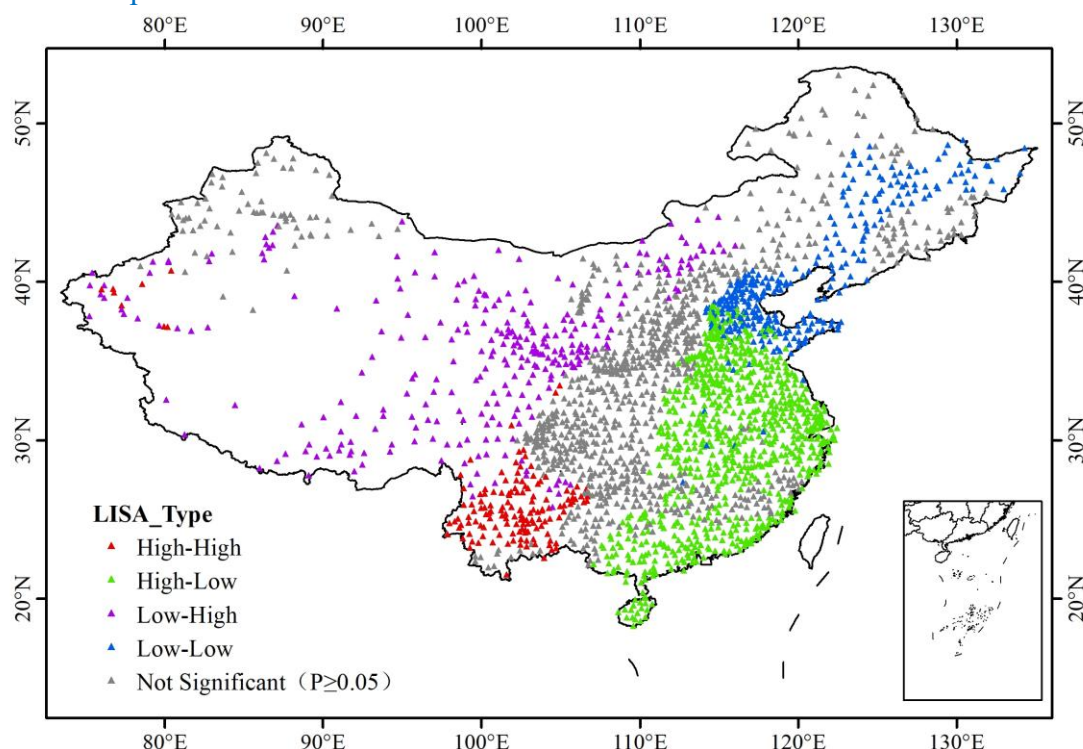 80°E 90°E 100°E 110°E 120°E 130°E
50°N 50°N
40°N 40°N
30°N 30°N
20°N 20°N
LISA_Type
High-High
High-Low
Low-High
Low-Low
Not Significant（P≥0.05）
80°E 90°E 100°E 110°E 120°E 130°E